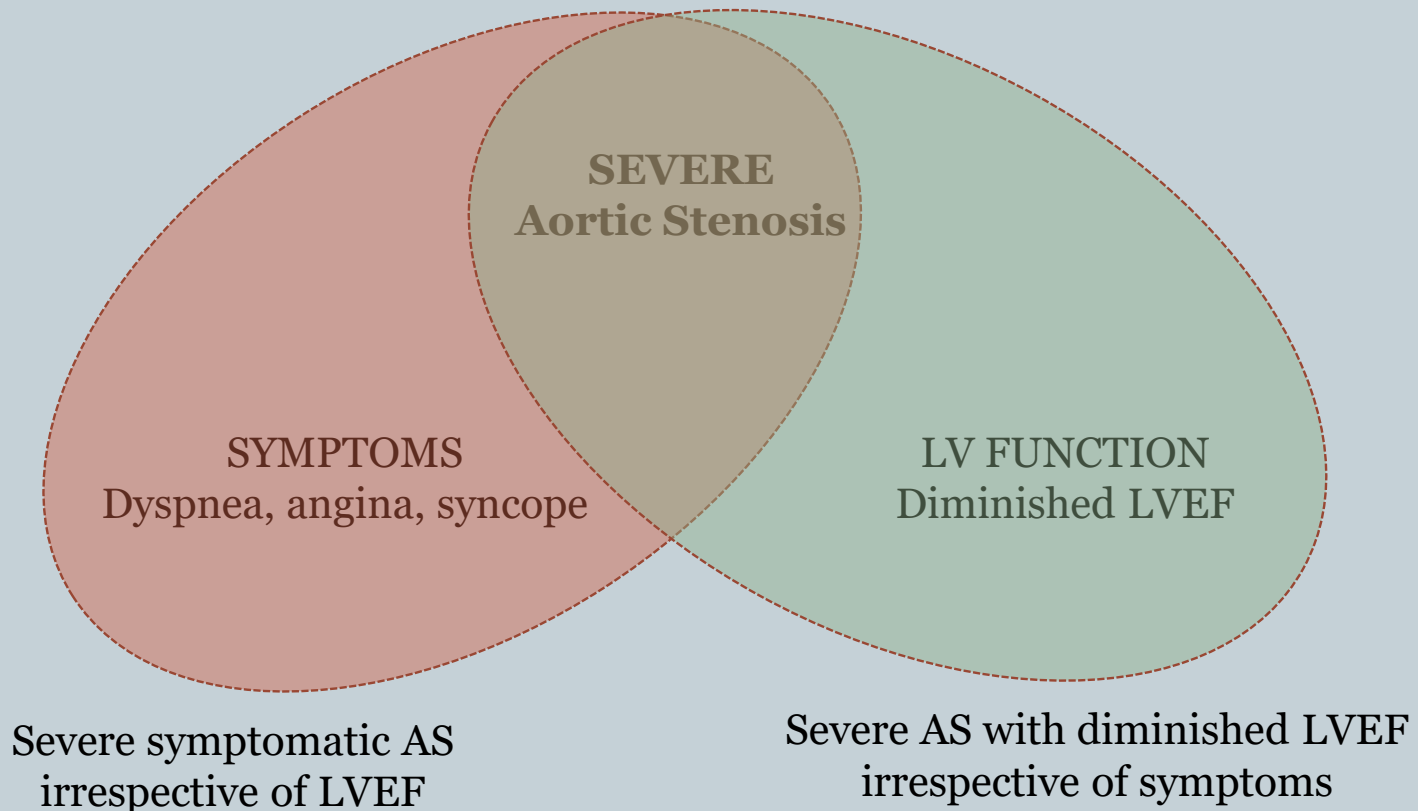 SEVERE
Aortic Stenosis
SYMPTOMS
Dyspnea, angina, syncope
LV FUNCTION
Diminished LVEF
Severe symptomatic AS
irrespective of LVEF
Severe AS with diminished LVEF
irrespective of symptoms